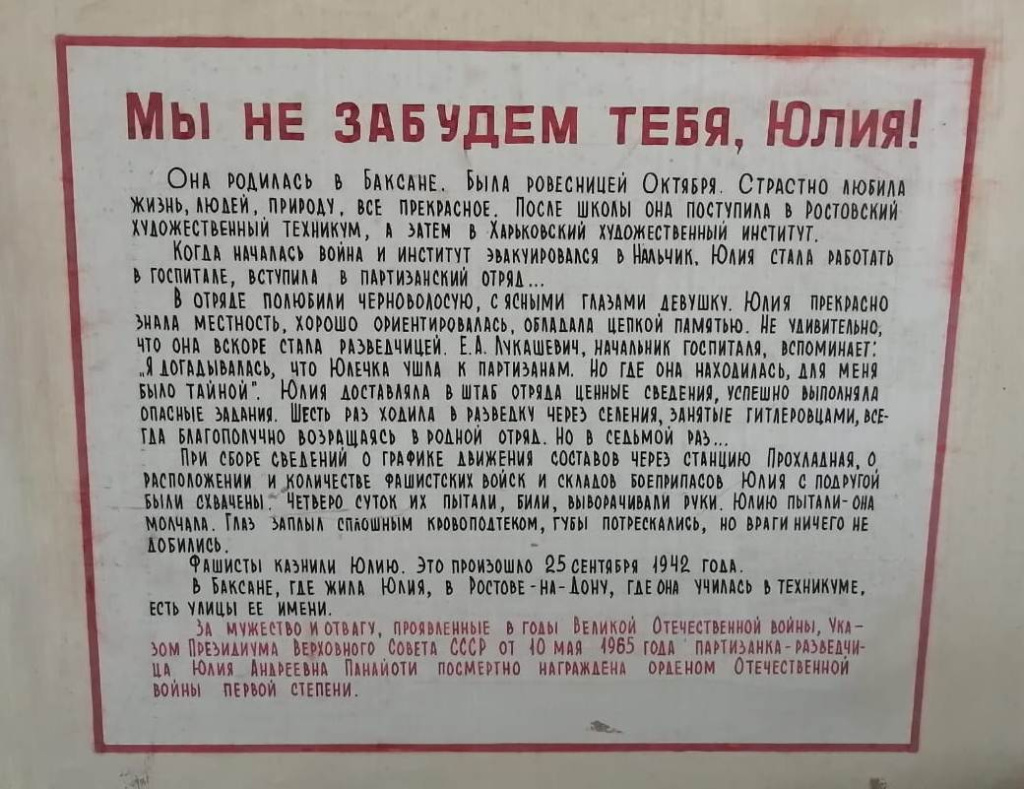 Мы не забудем тебя, Юлия!
Она родилась в Баксане. Была ровесницей Октября. Страстно любила
жизнь, людей, природу, все прекрасное. После школы она поступила в Ростовский
художественный техникум, а затем в Харьковский художественный институт.
Когда началась война и институт эвакуировался в Нальчик, Юлия стала работать
в госпитале, вступила в партизанский отряд...
В отряде полюбили черноволосую, с ясными глазами девушку. Юлия прекрасно
знала местность, хорошо ориентировалась, обладала цепкой памятью. Не удивительно,
что она вскоре стала разведчицей. Е.А. Лукашевич, начальник госпиталя, вспоминает:
„Я догадывалась, что Юлечка ушла к партизанам. Но где она находилась, для меня
было тайной". Юлия доставляла в штаб отряда ценные сведения, успешно выполняла
опасные задания. Шесть раз ходила в разведку через селения, занятые гитлеровцами, все-
гда благополучно возращаясь в родной отряд. Но в седьмой раз...
При сборе сведений о графике движения составов через станцию Прохладная, о
расположении и количестве фашистских войск и складов боеприпасов Юлия с подругой
были схвачены. Четверо суток их пытали, били, выворачивали руки. Юлию пытали-она
молчала. Глаз заплыл сплошным кровоподтеком, губы потрескались, но враги ничего не
добились.
Фашисты казнили Юлию. Это произошло 25 сентября 1942 года.
В Баксане, где жила Юлия, в Ростове-на-Дону, где она училась в техникуме,
есть улицы ее имени.
За мужество и отвагу, проявленные в годы Великой Отечественной войны, Ука-
зом Президиума Верховного Совета СССР от 10 мая 1965 года партизанка-разведчи-
ца Юлия Андреевна Панайоти посмертно награждена орденом Отечественной
войны первой степени.